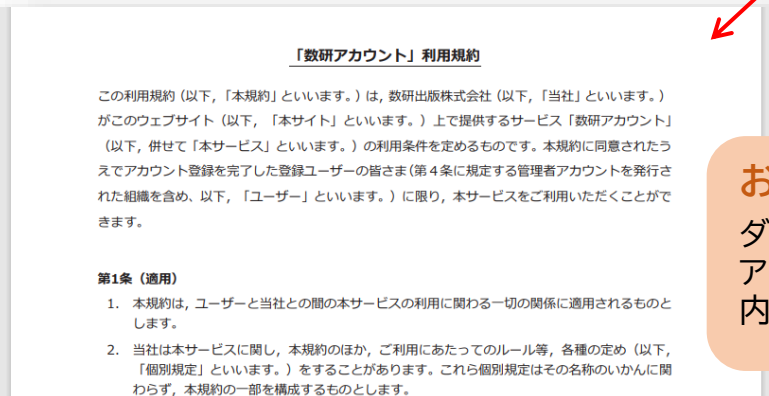 「数研アカウント」利用規約
この利用規約（以下，「本規約」といいます。）は，数研出版株式会社（以下，「当社」といいます。）
がこのウェブサイト（以下，「本サイト」といいます。）上で提供するサービス「数研アカウント」
（以下，併せて「本サービス」といいます。）の利用条件を定めるものです。本規約に同意されたう
えでアカウント登録を完了した登録ユーザーの皆さま（第４条に規定する管理者アカウントを発行さ
れた組織を含め、以下，「ユーザー」といいます。）に限り，本サービスをご利用いただくことがで
きます。
第1条（適用）
1. 本規約は，ユーザーと当社との間の本サービスの利用に関わる一切の関係に適用されるものと
します。
2. 当社は本サービスに関し，本規約のほか，ご利用にあたってのルール等，各種の定め（以下，
「個別規定」といいます。）をすることがあります。これら個別規定はその名称のいかんに関
わらず，本規約の一部を構成するものとします。
お
ダ
ア
内